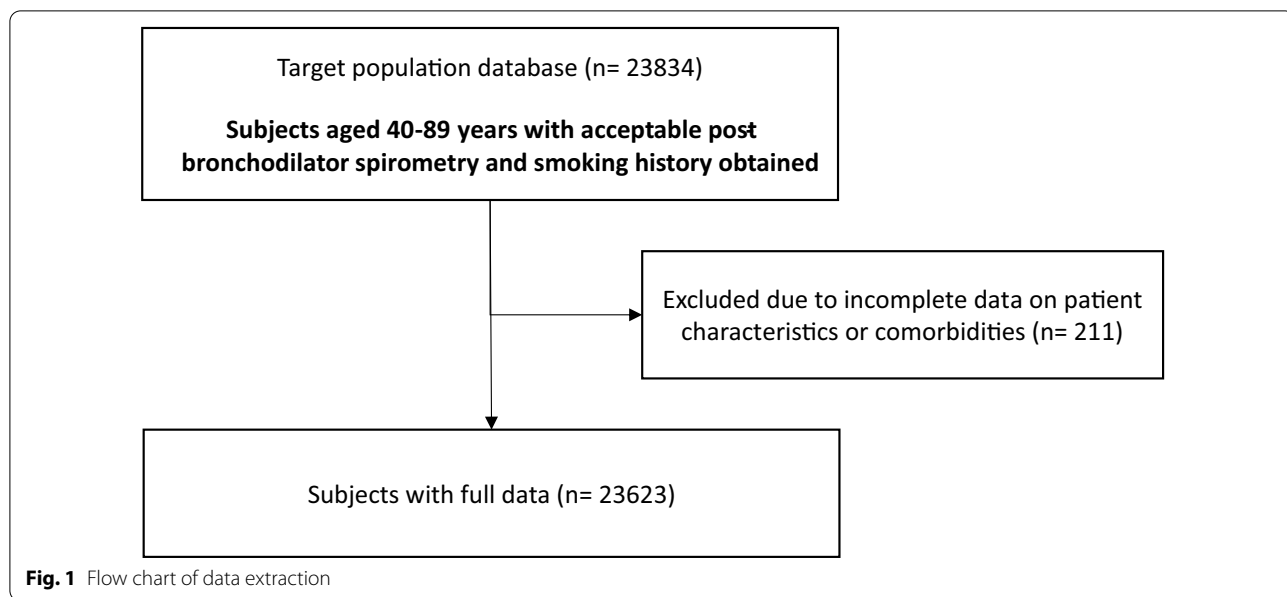 Target population database (n= 23834)
Subjects aged 40-89 years with acceptable post
bronchodilator spirometry and smoking history obtained
Excluded due to incomplete data on patient
characteristics or comorbidities (n= 211)
Subjects with full data (n= 23623)
Fig. 1 Flow chart of data extraction